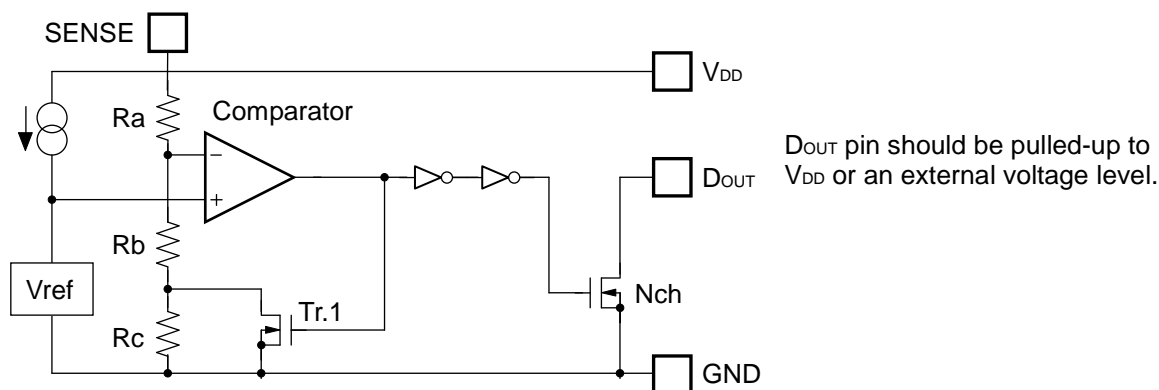 SENSE
VDD
Ra
Comparator
−
+
DOUT
DOUT pin should be pulled-up to
VDD or an external voltage level.
Rb
Vref
Tr.1
Nch
Rc
GND